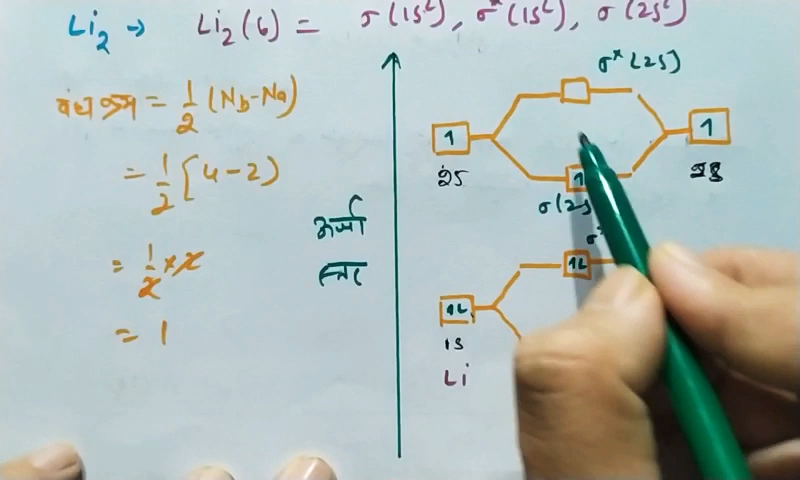 Li₂ → Li₂(6) = σ(1s²), σ*(1s²), σ(2s²)
बंध क्रम = 1/2 (Nb-Na)
= 1/2 [4-2)
= 1/2 × 2
= 1
ऊर्जा
स्तर
σ*(2s)
1 1
2s 2s
σ(2s
σ*
1L
1L
1s
Li